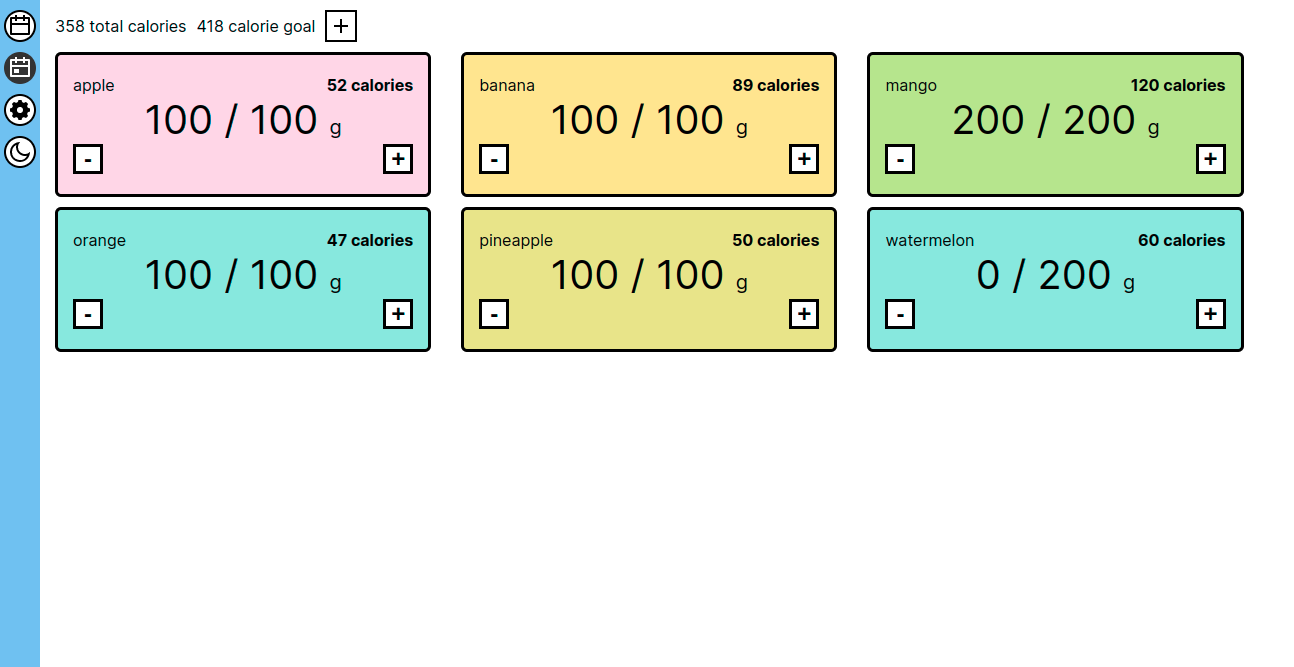 358 total calories 418 calorie goal +
apple 52 calories
100 / 100 g
- +
banana 89 calories
100 / 100 g
- +
mango 120 calories
200 / 200 g
- +
orange 47 calories
100 / 100 g
- +
pineapple 50 calories
100 / 100 g
- +
watermelon 60 calories
0 / 200 g
- +